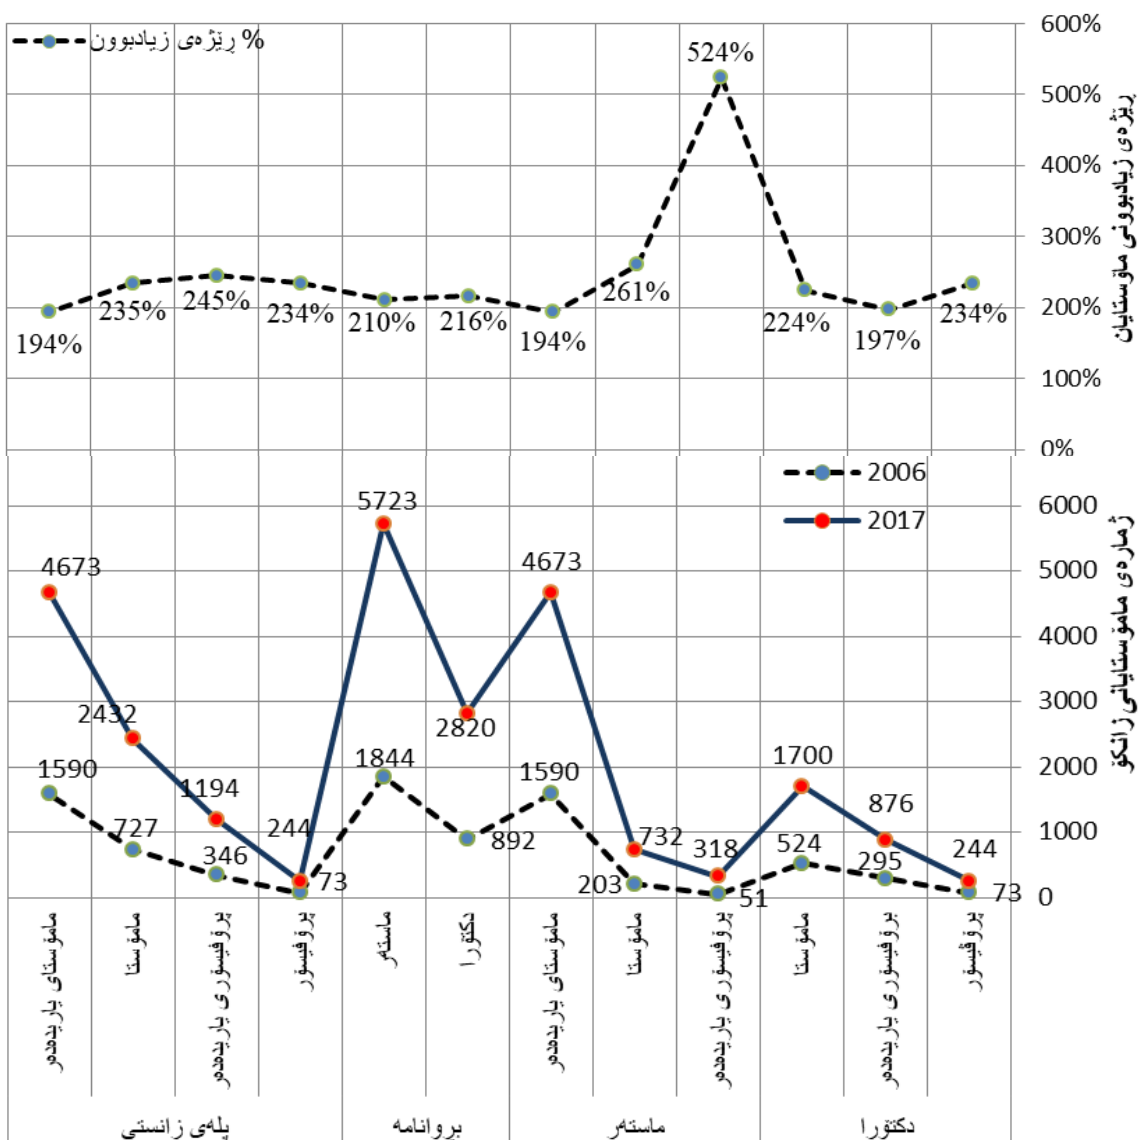 % ڕێژەی زیادبوون
600%
500%
400%
300%
200%
100%
0%
ڕێژەی زیادبوونی مامۆستایان
194%
235%
245%
234%
210%
216%
194%
261%
524%
224%
197%
234%
2006
2017
6000
5000
4000
3000
2000
1000
0
ژمارەی مامۆستایانی زانکۆ
4673
2432
1194
244
5723
2820
4673
732
318
1700
876
244
1590
727
346
73
1844
892
1590
203
51
524
295
73
مامۆستای یاریدەدەر
مامۆستا
پرۆفیسۆری یاریدەدەر
پرۆفیسۆر
ماستەر
دکتۆرا
مامۆستای یاریدەدەر
مامۆستا
پرۆفیسۆری یاریدەدەر
مامۆستا
پرۆفیسۆری یاریدەدەر
پرۆفیسۆر
پلەی زانستی
بروانامە
ماستەر
دکتۆرا